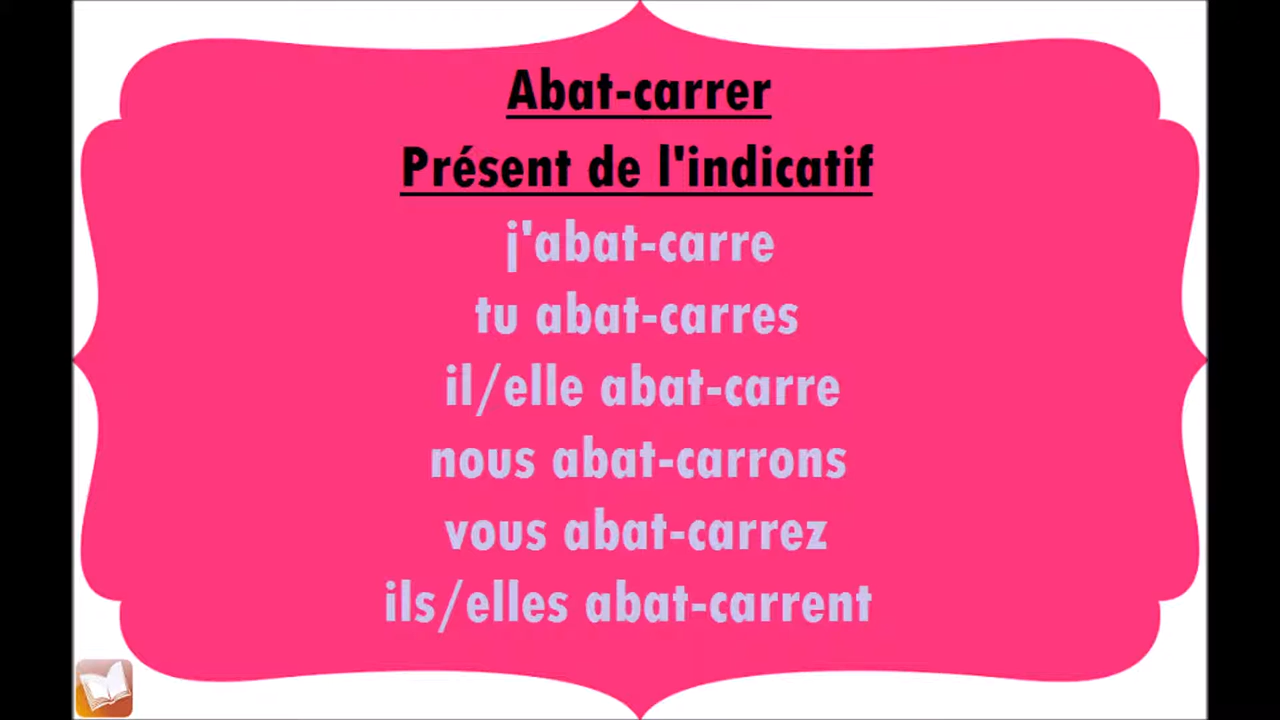 Abat-carrer
Présent de l'indicatif
j'abat-carre
tu abat-carres
il/elle abat-carre
nous abat-carrons
vous abat-carrez
ils/elles abat-carrent